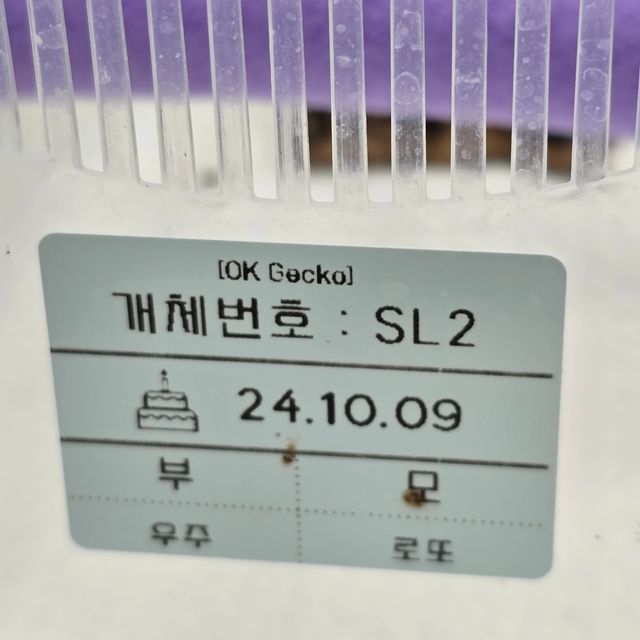 [OK Gecko]
개체번호 : SL2
24.10.09
부 모
우주 로또